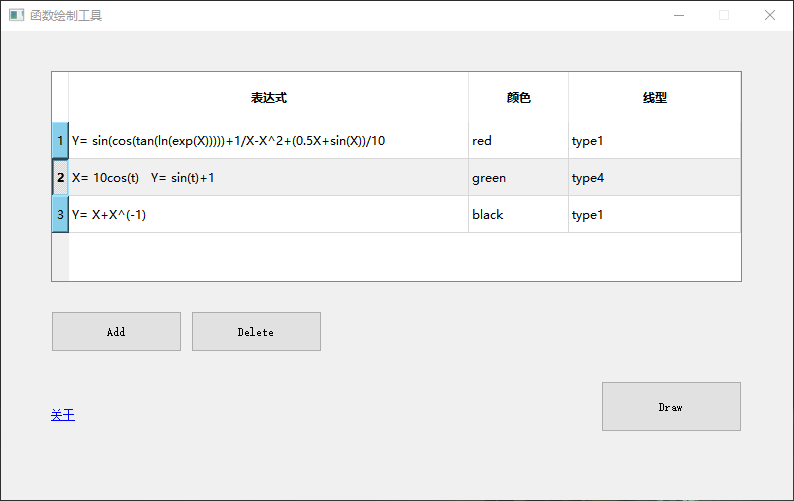 函数绘制工具
表达式 颜色 线型
1 Y= sin(cos(tan(ln(exp(X)))))+1/X-X^2+(0.5X+sin(X))/10 red type1
2 X= 10cos(t) Y= sin(t)+1 green type4
3 Y= X+X^(-1) black type1
Add Delete
关于
Draw